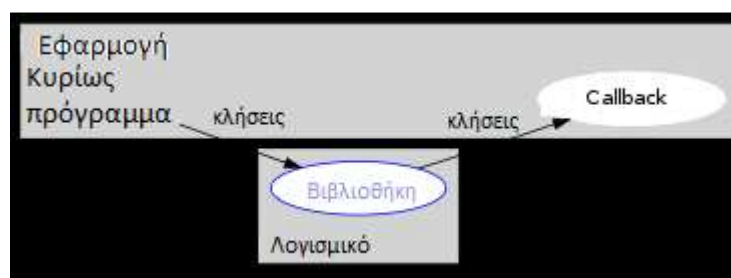 Εφαρμογή
Κυρίως
πρόγραμμα
κλήσεις
κλήσεις
Callback
Βιβλιοθήκη
Λογισμικό